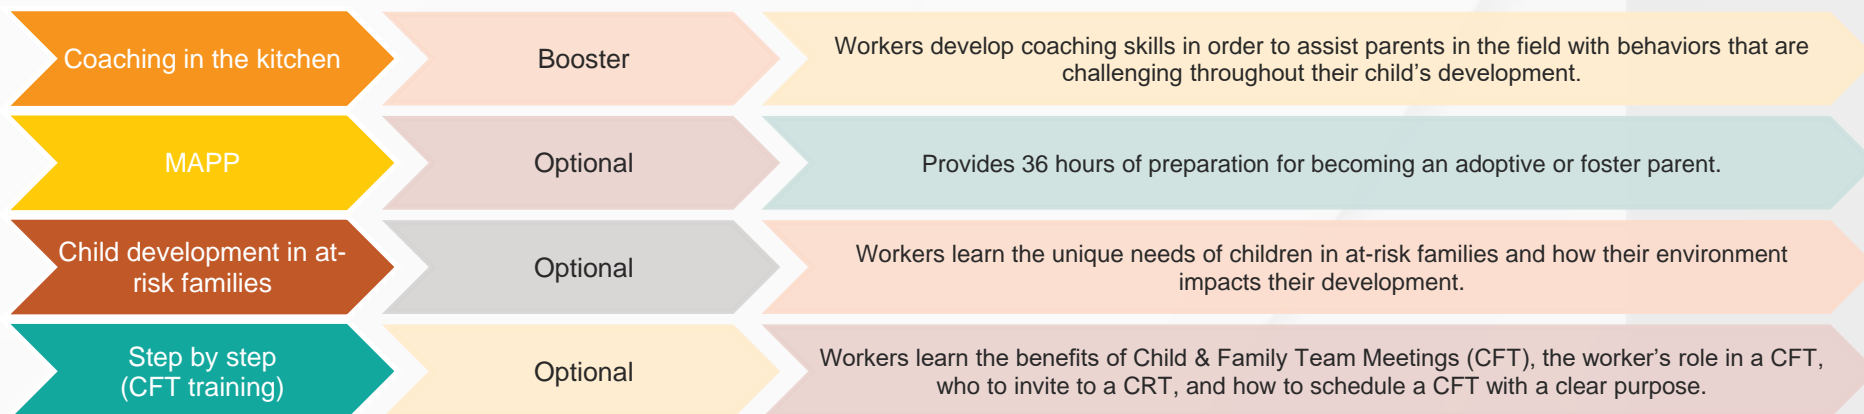 Coaching in the kitchen
Booster
Workers develop coaching skills in order to assist parents in the field with behaviors that are
challenging throughout their child’s development.
MAPP
Optional
Provides 36 hours of preparation for becoming an adoptive or foster parent.
Child development in at-
risk families
Optional
Workers learn the unique needs of children in at-risk families and how their environment
impacts their development.
Step by step
(CFT training)
Optional
Workers learn the benefits of Child & Family Team Meetings (CFT), the worker’s role in a CFT,
who to invite to a CRT, and how to schedule a CFT with a clear purpose.